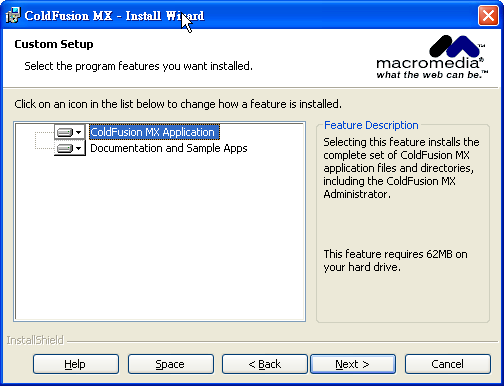 ColdFusion MX - Install Wizard
Custom Setup
Select the program features you want installed.
macromedia®
what the web can be.™
Click on an icon in the list below to change how a feature is installed.
ColdFusion MX Application
Documentation and Sample Apps
Feature Description
Selecting this feature installs the
complete set of ColdFusion MX
application files and directories,
including the ColdFusion MX
Administrator.
This feature requires 62MB on
your hard drive.
InstallShield
Help
Space
< Back
Next >
Cancel